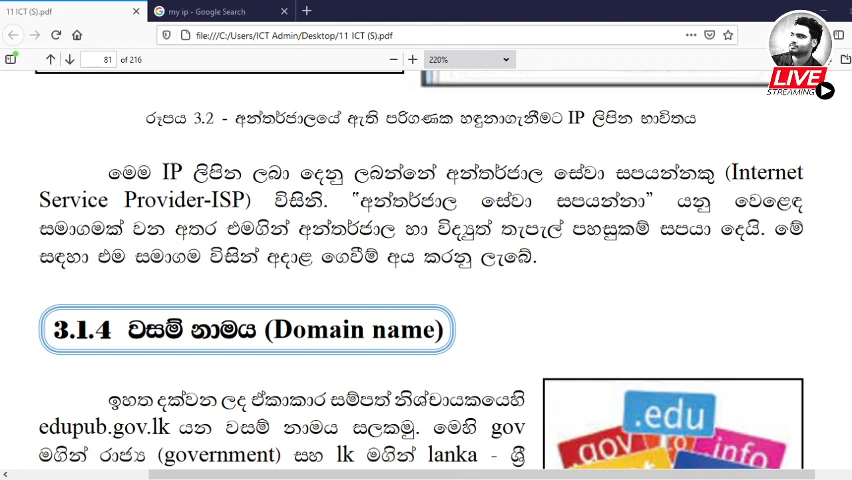 11 ICT (S).pdf
my ip - Google Search
file:///C:/Users/ICT Admin/Desktop/11 ICT (S).pdf
81 of 216
220%
LIVE
STREAMING
රූපය 3.2 - අන්තර්ජාලයේ ඇති පරිගණක හඳුනාගැනීමට IP ලිපින භාවිතය
මෙම IP ලිපින ලබා දෙනු ලබන්නේ අන්තර්ජාල සේවා සපයන්නකු (Internet
Service Provider-ISP) විසිනි. "අන්තර්ජාල සේවා සපයන්නා" යනු වෙළෙඳ
සමාගමක් වන අතර එමගින් අන්තර්ජාල හා විද්‍යුත් තැපැල් පහසුකම් සපයා දෙයි. මේ
සඳහා එම සමාගම විසින් අදාළ ගෙවීම් අය කරනු ලැබේ.
3.1.4 වසම් නාමය (Domain name)
ඉහත දක්වන ලද ඒකාකාර සම්පත් නිශ්චායකයෙහි
edupub.gov.lk යන වසම් නාමය සලකමු. මෙහි gov
මගින් රාජ්‍ය (government) සහ lk මගින් lanka - ශ්‍රී
.edu
.gov
.info